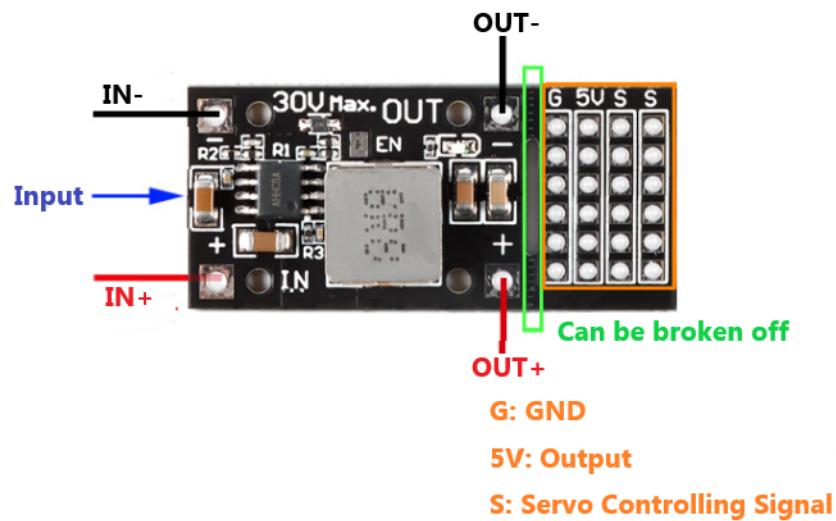 OUT-
IN-
30V Max. OUT
G 5V S S
R2 R1 EN
Input
R3
IN
IN+
Can be broken off
OUT+
G: GND
5V: Output
S: Servo Controlling Signal